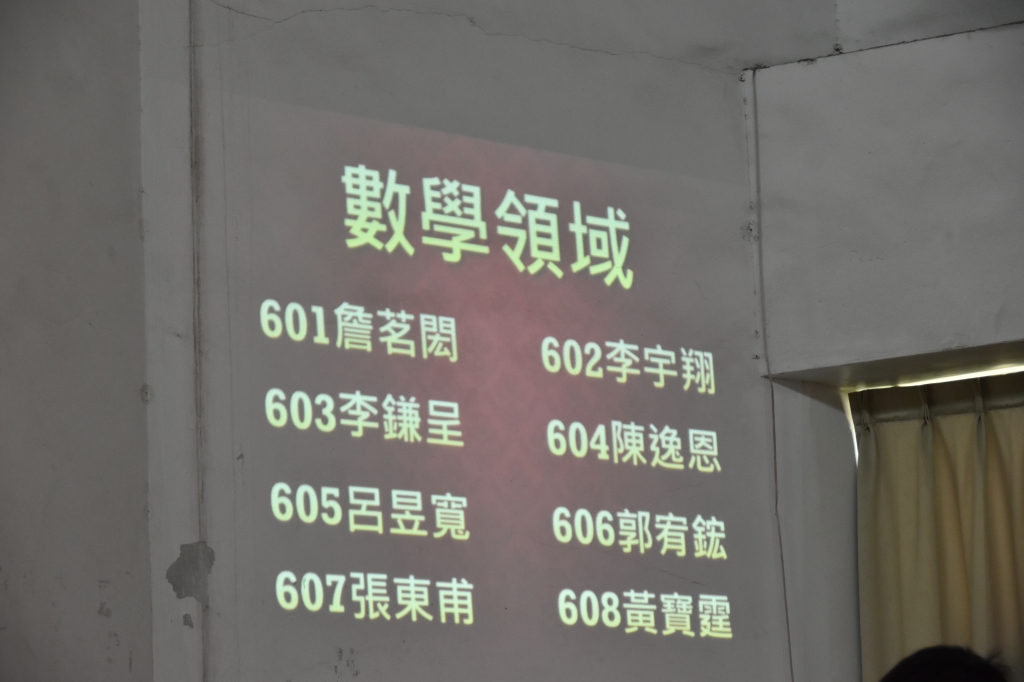 數學領域
601詹茗閎
602李宇翔
603李鎌呈
604陳逸恩
605呂昱寬
606郭宥鋐
607張東甫
608黃寶霆